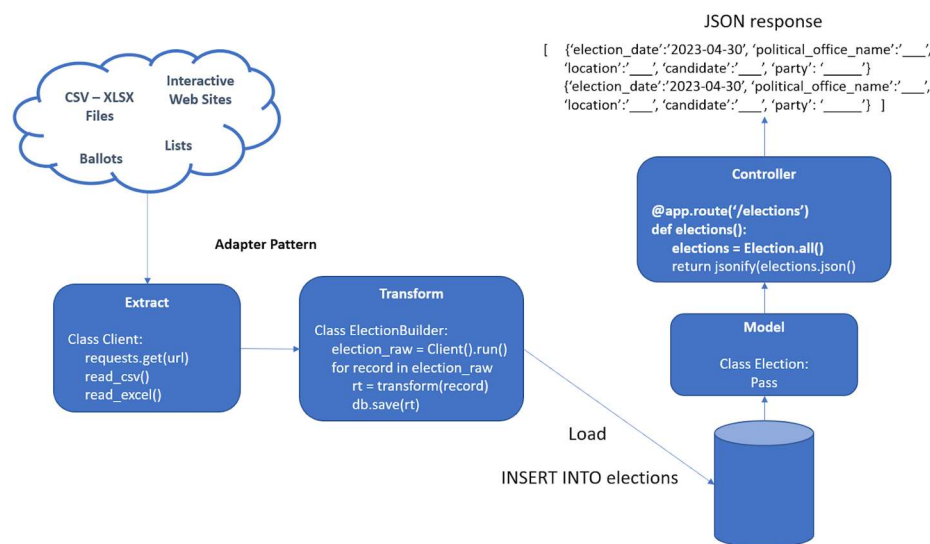 JSON response
[ {‘election_date’:’2023-04-30’, ‘political_office_name’:’___’,
‘location’:’___’, ‘candidate’:’___’, ‘party’: ‘_____’}
{‘election_date’:’2023-04-30’, ‘political_office_name’:’___’,
‘location’:’___’, ‘candidate’:’___’, ‘party’: ‘_____’} ]
CSV – XLSX
Files
Interactive
Web Sites
Ballots
Lists
Adapter Pattern
Extract
Class Client:
requests.get(url)
read_csv()
read_excel()
Transform
Class ElectionBuilder:
election_raw = Client().run()
for record in election_raw
rt = transform(record)
db.save(rt)
Load
INSERT INTO elections
Controller
@app.route(‘/elections’)
def elections():
elections = Election.all()
return jsonify(elections.json()
Model
Class Election:
Pass